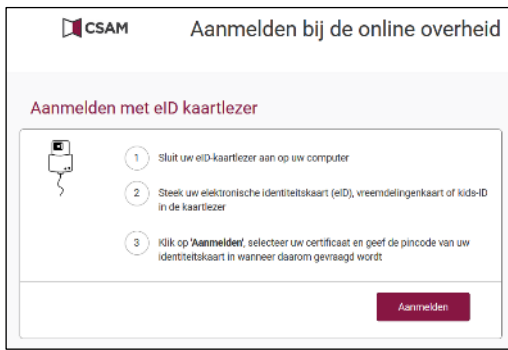 CSAM
Aanmelden bij de online overheid
Aanmelden met eID kaartlezer
1 Sluit uw eID-kaartlezer aan op uw computer
2 Steek uw elektronische identiteitskaart (eID), vreemdelingenkaart of kids-ID
in de kaartlezer
3 Klik op 'Aanmelden', selecteer uw certificaat en geef de pincode van uw
identiteitskaart in wanneer daarom gevraagd wordt
Aanmelden